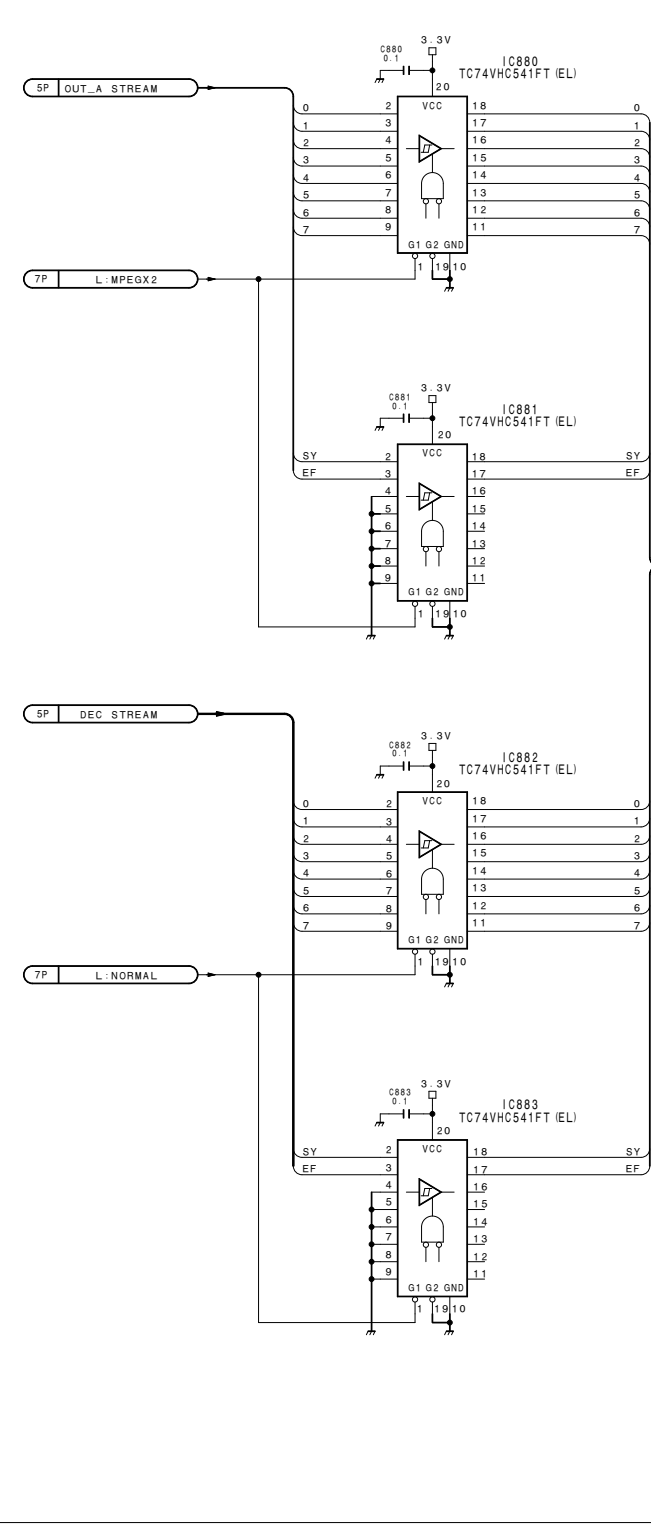 3.3V
C880
0.1
IC880
TC74VHC541FT(EL)
5P OUT_A STREAM
20
VCC
0 2 18 0
1 3 17 1
2 4 16 2
3 5 15 3
4 6 14 4
5 7 13 5
6 8 12 6
7 9 11 7
G1 G2 GND
1 19 10
7P L:MPEGX2
3.3V
C881
0.1
IC881
TC74VHC541FT(EL)
20
VCC
SY 2 18 SY
EF 3 17 EF
4 16
5 15
6 14
7 13
8 12
9 11
G1 G2 GND
1 19 10
5P DEC STREAM
3.3V
C882
0.1
IC882
TC74VHC541FT(EL)
20
VCC
0 2 18 0
1 3 17 1
2 4 16 2
3 5 15 3
4 6 14 4
5 7 13 5
6 8 12 6
7 9 11 7
G1 G2 GND
1 19 10
7P L:NORMAL
3.3V
C883
0.1
IC883
TC74VHC541FT(EL)
20
VCC
SY 2 18 SY
EF 3 17 EF
4 16
5 15
6 14
7 13
8 12
9 11
G1 G2 GND
1 19 10